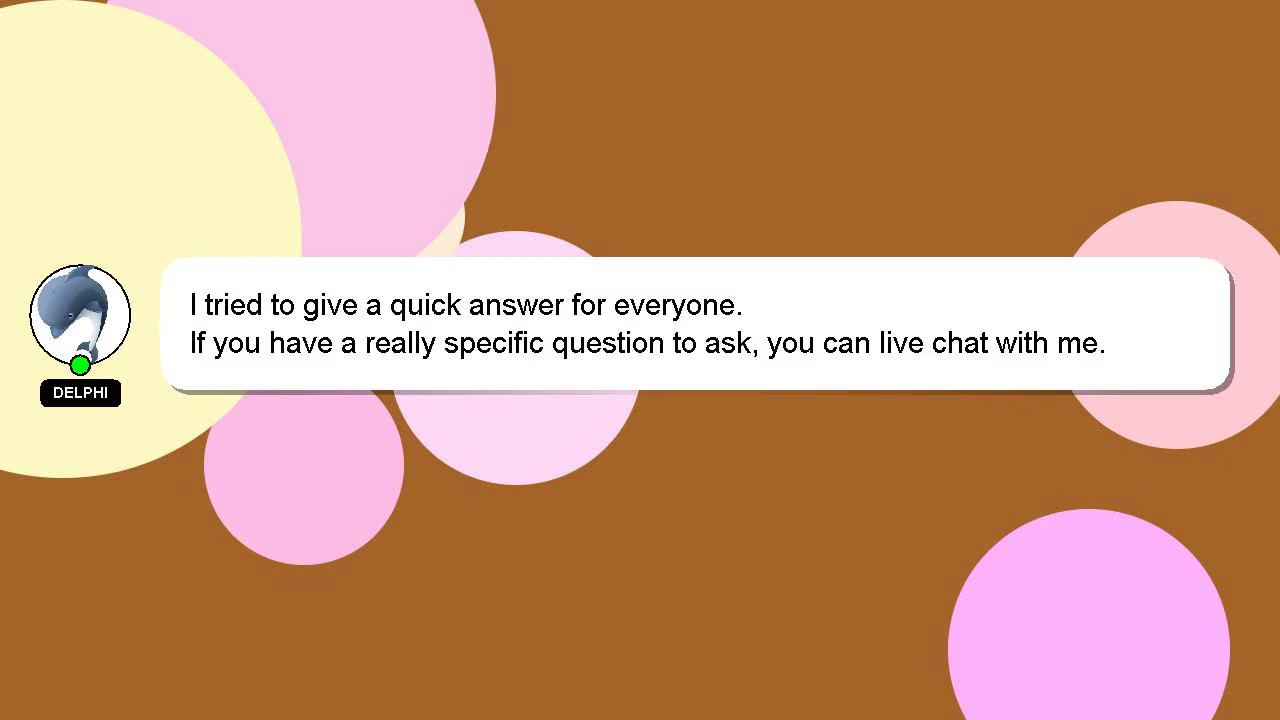 I tried to give a quick answer for everyone.
If you have a really specific question to ask, you can live chat with me.
DELPHI